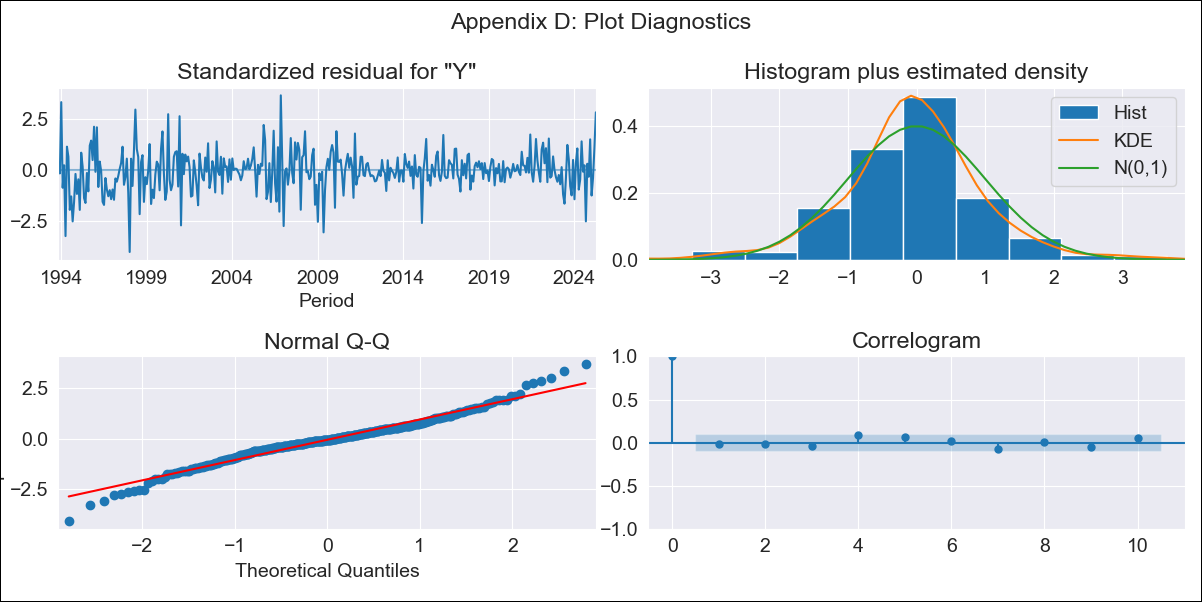 Appendix D: Plot Diagnostics
Standardized residual for "Y"
2.5
0.0
−2.5
1994 1999 2004 2009 2014 2019 2024
Period
Histogram plus estimated density
0.4
0.2
0.0
−3 −2 −1 0 1 2 3
Hist
KDE
N(0,1)
Normal Q-Q
2.5
0.0
−2.5
−2 −1 0 1 2
Theoretical Quantiles
Correlogram
1.0
0.5
0.0
−0.5
−1.0
0 2 4 6 8 10